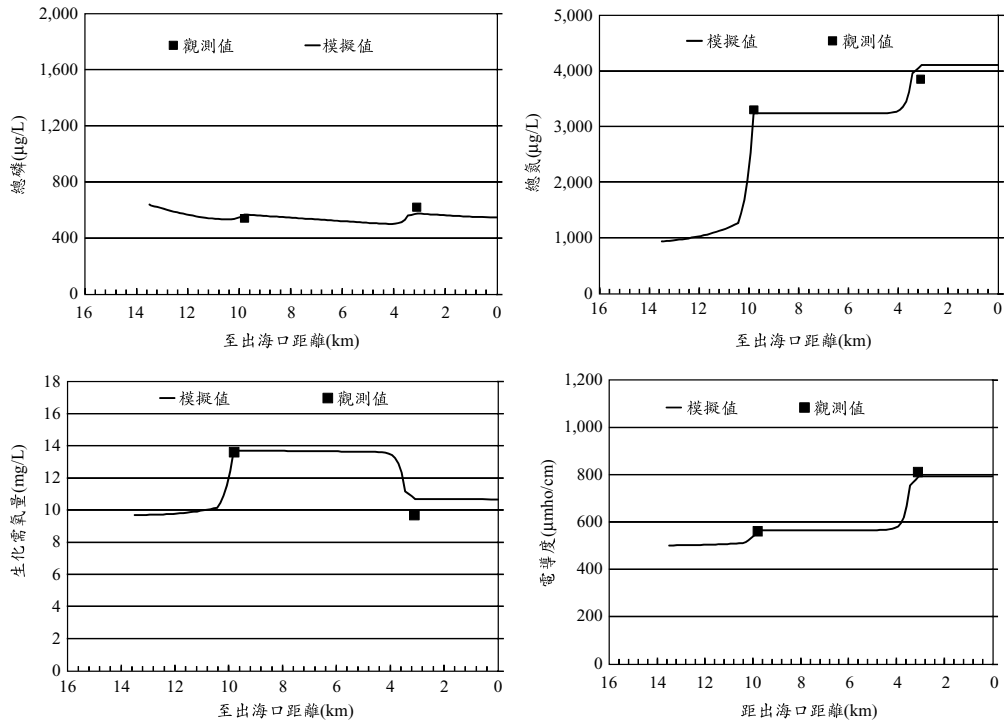 2,000
1,600
1,200
800
400
0
總磷(µg/L)
■ 觀測值 — 模擬值
16 14 12 10 8 6 4 2 0
至出海口距離(km)
5,000
4,000
3,000
2,000
1,000
0
總氮(µg/L)
— 模擬值 ■ 觀測值
16 14 12 10 8 6 4 2 0
至出海口距離(km)
18
16
14
12
10
8
6
4
2
0
生化需氧量(mg/L)
— 模擬值 ■ 觀測值
16 14 12 10 8 6 4 2 0
至出海口距離(km)
1,200
1,000
800
600
400
200
0
電導度(µmho/cm)
— 模擬值 ■ 觀測值
16 14 12 10 8 6 4 2 0
距出海口距離(km)